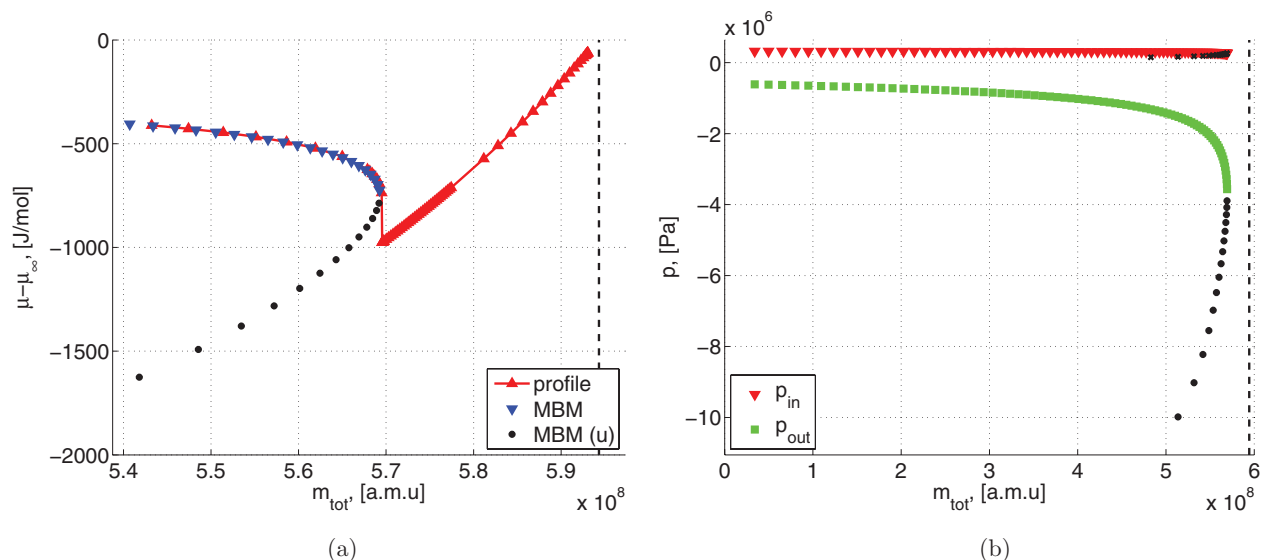 0
−500
−1000
−1500
−2000
μ−μ∞, [J/mol]
5.4 5.5 5.6 5.7 5.8 5.9
m_tot, [a.m.u]
x 10^8
profile
MBM
MBM (u)
(a)
x 10^6
0
−2
−4
−6
−8
−10
p, [Pa]
0 1 2 3 4 5 6
m_tot, [a.m.u]
x 10^8
p_in
p_out
(b)